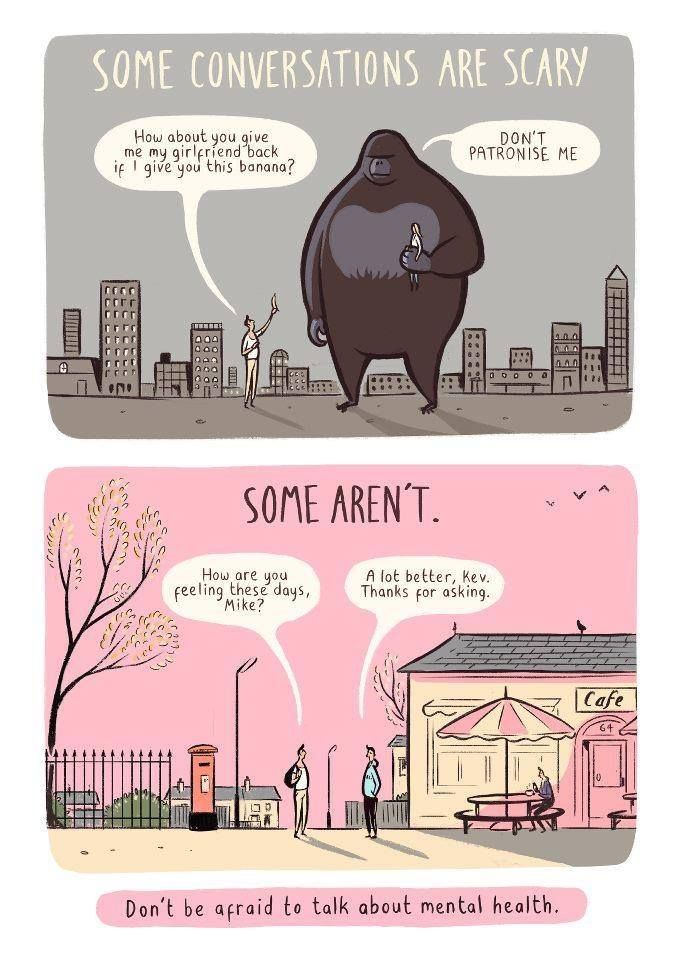 SOME CONVERSATIONS ARE SCARY
How about you give
me my girlfriend back
if I give you this banana?
DON'T
PATRONISE ME
SOME AREN'T.
How are you
feeling these days,
Mike?
A lot better, Kev.
Thanks for asking.
Cafe
64
Don't be afraid to talk about mental health.